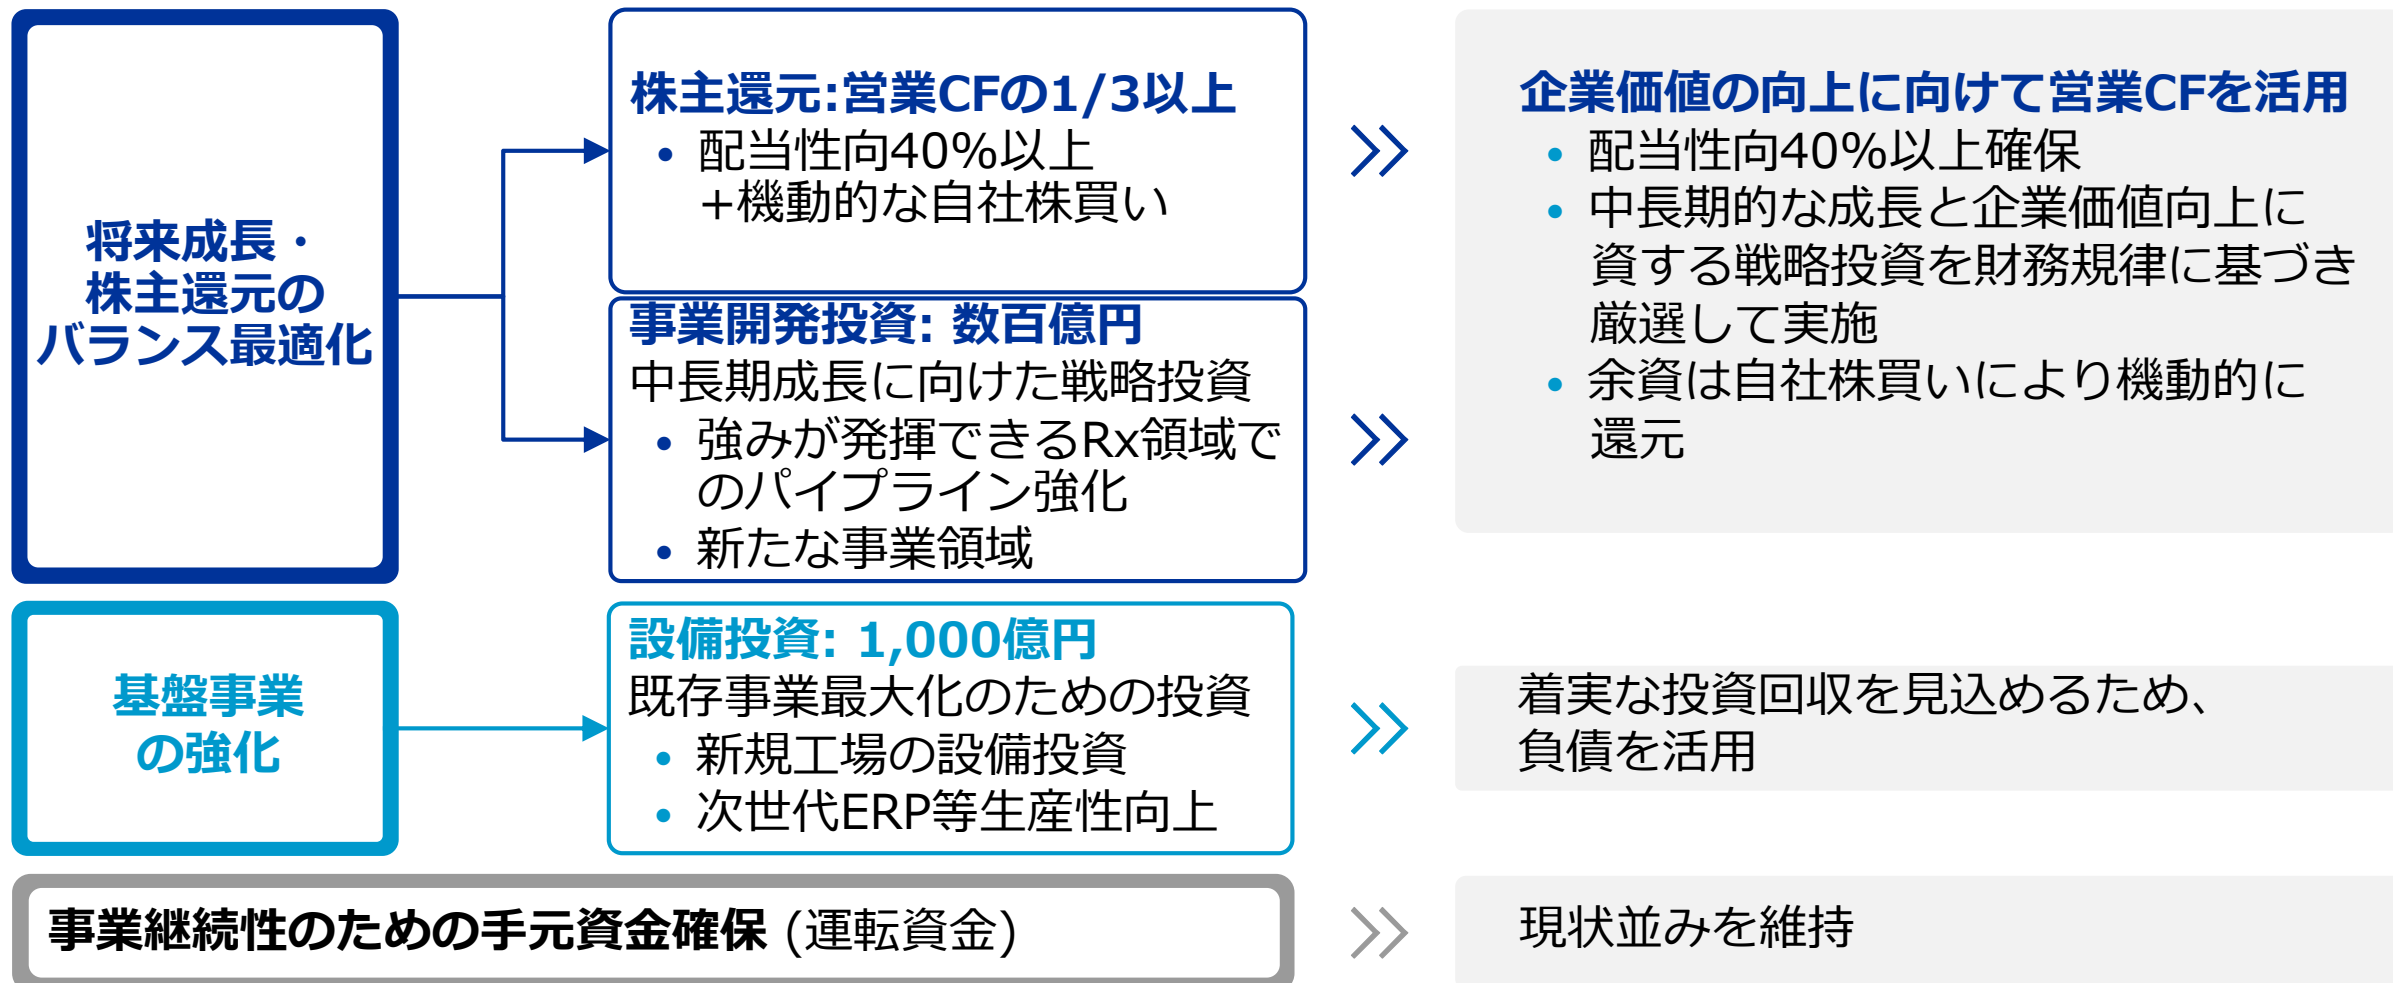 将来成長・
株主還元の
バランス最適化
株主還元:営業CFの1/3以上
• 配当性向40%以上
+機動的な自社株買い
事業開発投資: 数百億円
中長期成長に向けた戦略投資
• 強みが発揮できるRx領域で
のパイプライン強化
• 新たな事業領域
企業価値の向上に向けて営業CFを活用
• 配当性向40%以上確保
• 中長期的な成長と企業価値向上に
資する戦略投資を財務規律に基づき
厳選して実施
• 余資は自社株買いにより機動的に
還元
基盤事業
の強化
設備投資: 1,000億円
既存事業最大化のための投資
• 新規工場の設備投資
• 次世代ERP等生産性向上
着実な投資回収を見込めるため、
負債を活用
事業継続性のための手元資金確保 (運転資金)
現状並みを維持